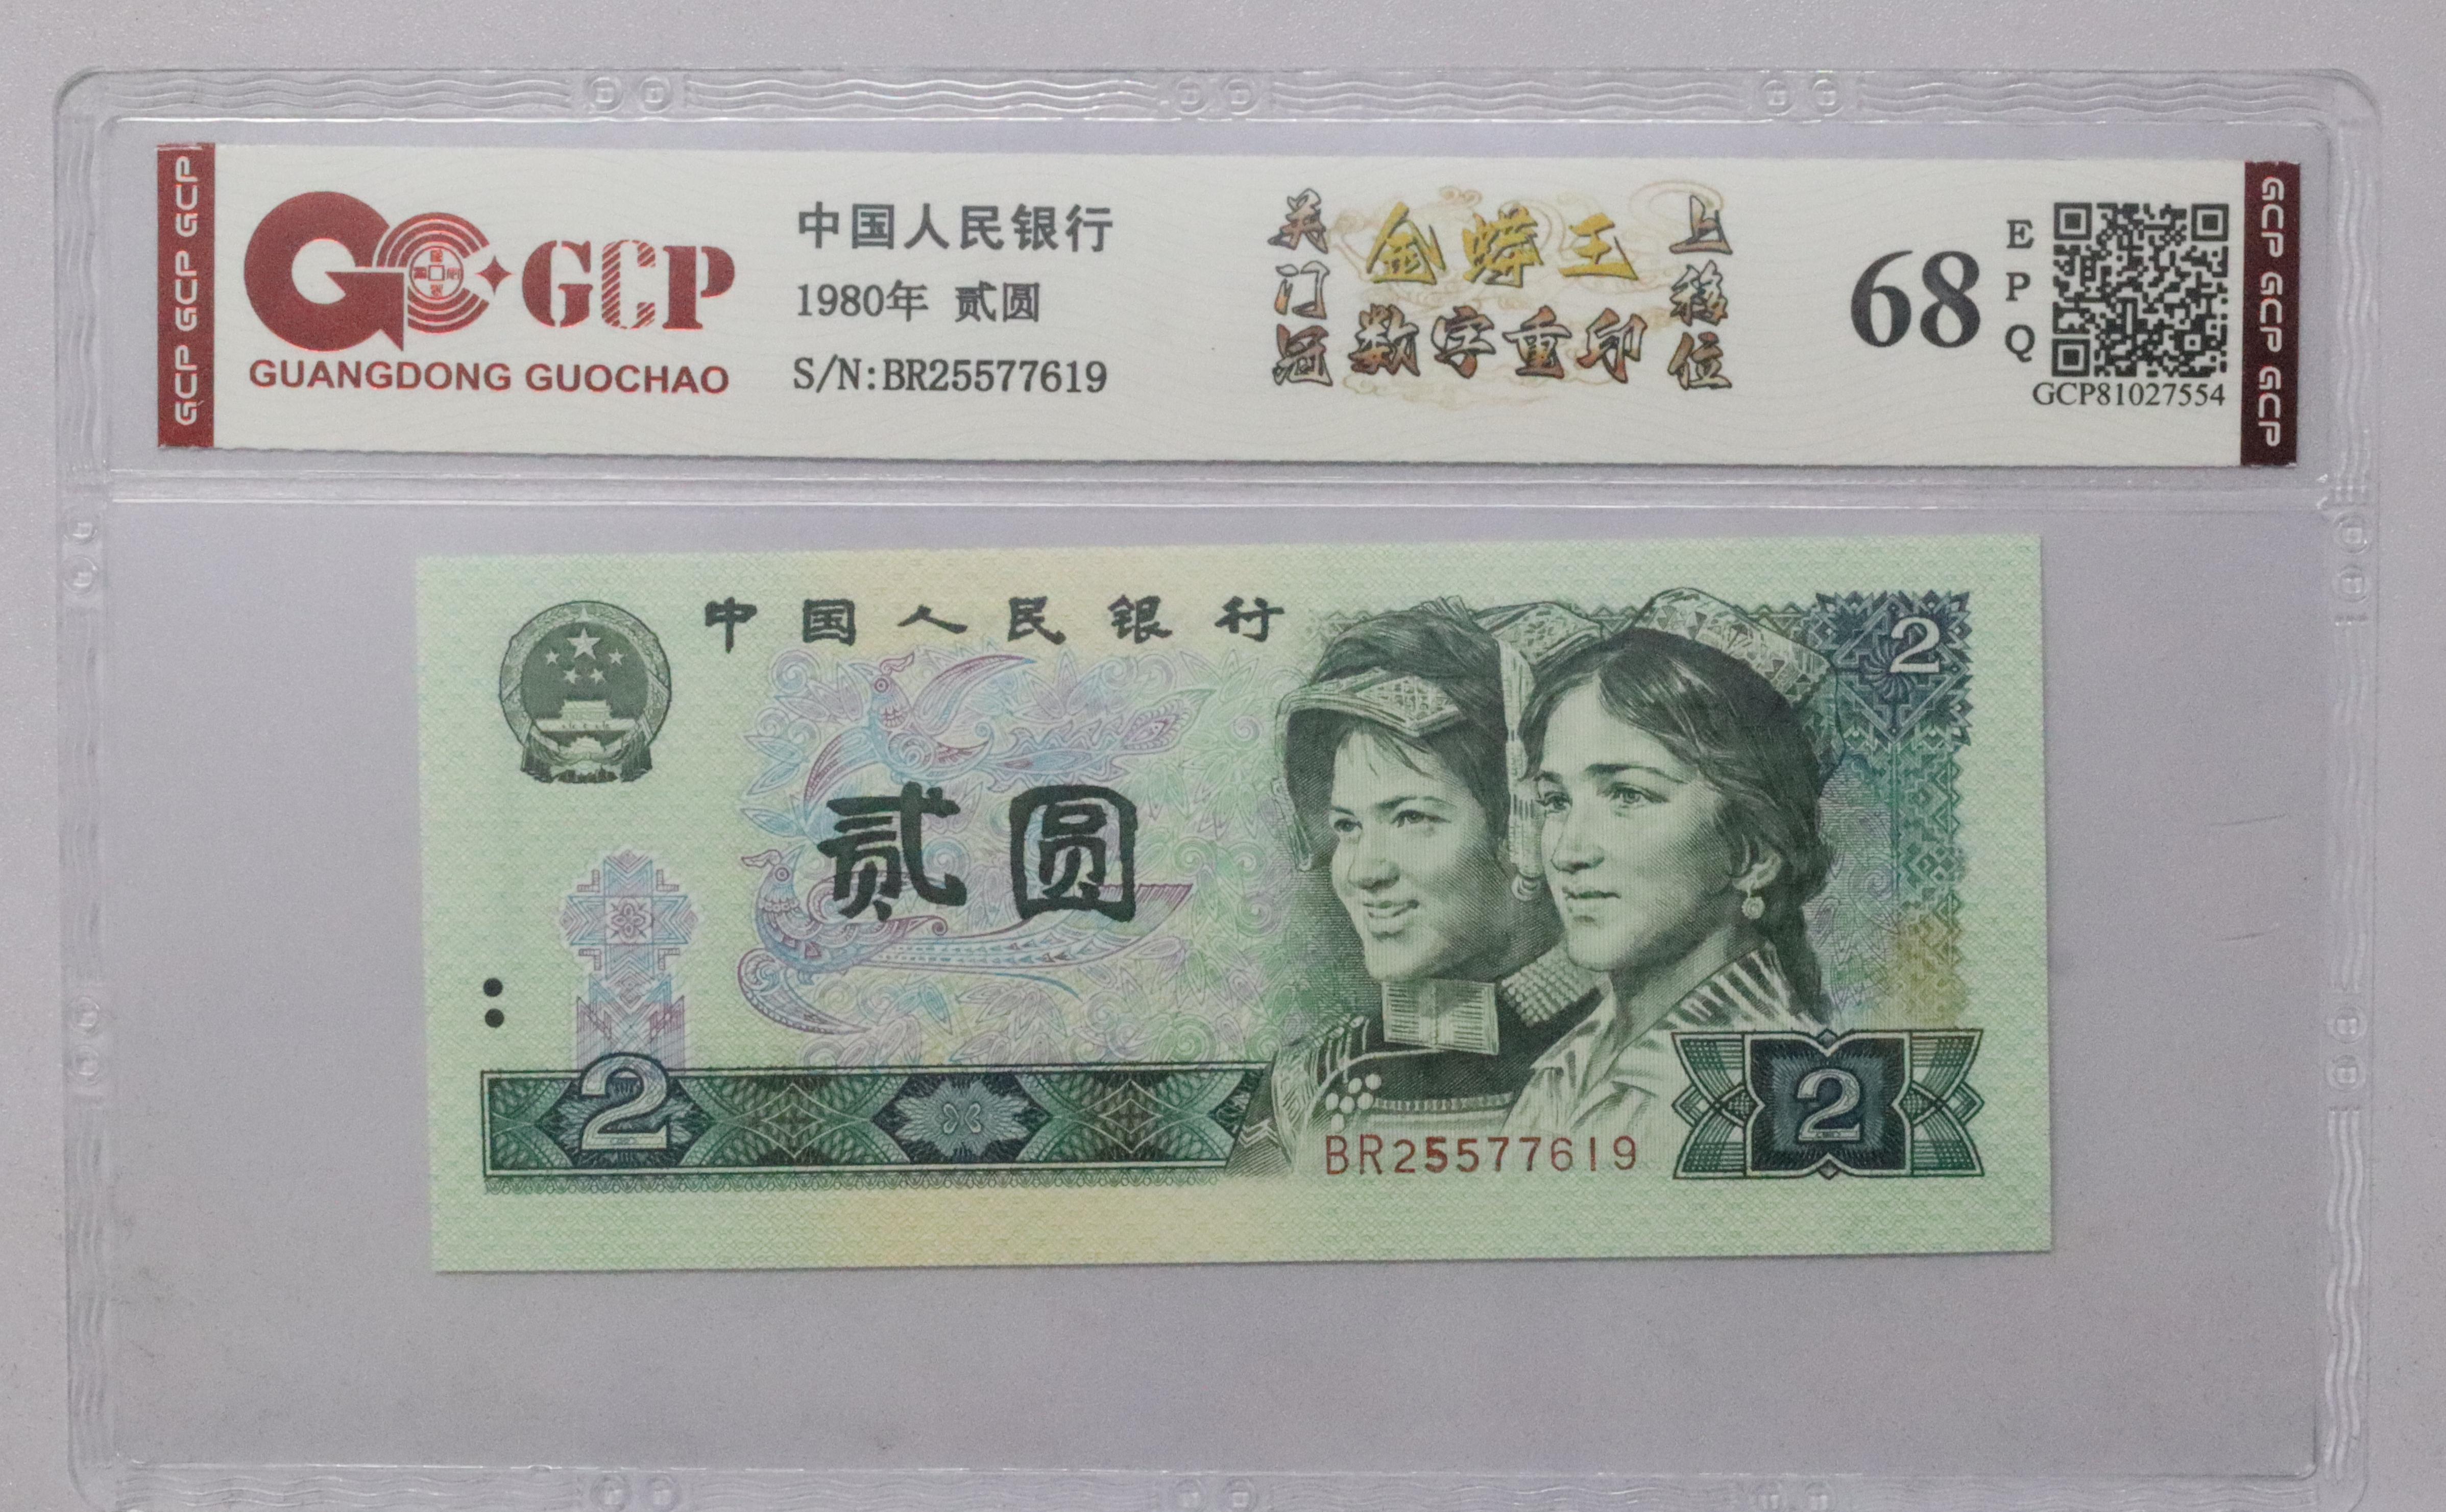 GCP GCP GCP
GCP
GUANGDONG GUOCHAO
中国人民银行
1980年 贰圆
S/N:BR25577619
关门冠
金蟒王
数字重印
上移位
68
EPQ
GCP81027554
GCP GCP GCP
中国人民银行
2
贰圆
2
BR25577619
2